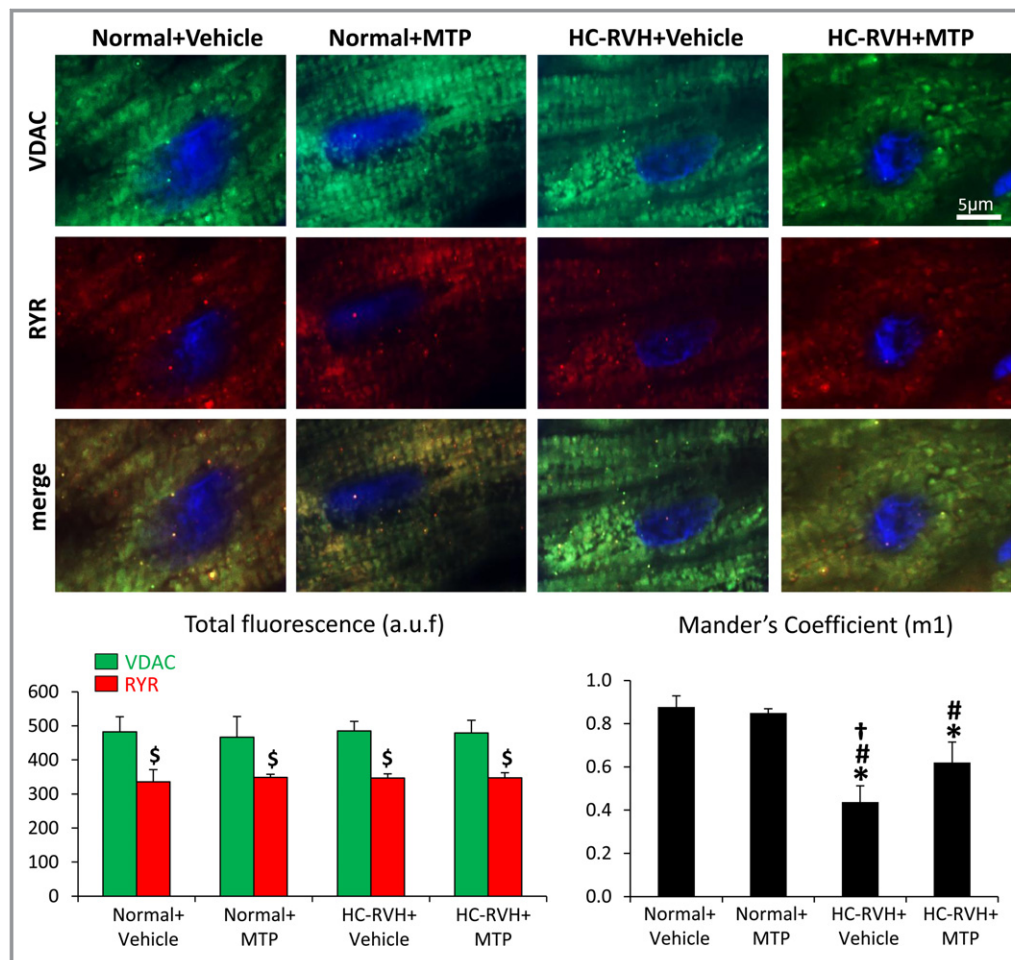 Normal+Vehicle Normal+MTP HC-RVH+Vehicle HC-RVH+MTP
VDAC
5µm
RYR
merge
Total fluorescence (a.u.f)
VDAC
RYR
600
500
400
300
200
100
0
$ $ $ $
Normal+ Normal+ HC-RVH+ HC-RVH+
Vehicle MTP Vehicle MTP
Mander's Coefficient (m1)
1.0
0.8
0.6
0.4
0.2
0.0
†
#
*
#
*
Normal+ Normal+ HC-RVH+ HC-RVH+
Vehicle MTP Vehicle MTP